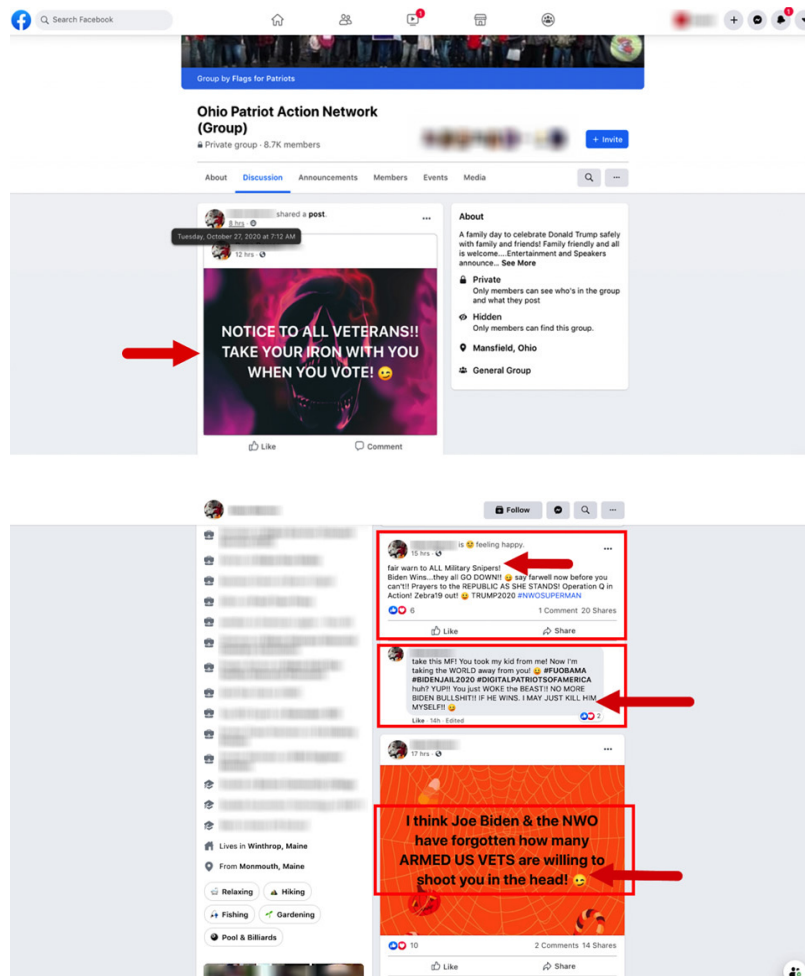 Search Facebook
Group by Flags for Patriots
Ohio Patriot Action Network
(Group)
Private group · 8.7K members
+ Invite
About Discussion Announcements Members Events Media
shared a post.
8 hrs ·
Tuesday, October 27, 2020 at 7:12 AM
12 hrs ·
NOTICE TO ALL VETERANS!!
TAKE YOUR IRON WITH YOU
WHEN YOU VOTE! 😉
Like Comment
About
A family day to celebrate Donald Trump safely
with family and friends! Family friendly and all
is welcome....Entertainment and Speakers
announce... See More
Private
Only members can see who's in the group
and what they post
Hidden
Only members can find this group.
Mansfield, Ohio
General Group
Follow
Lives in Winthrop, Maine
From Monmouth, Maine
Relaxing Hiking
Fishing Gardening
Pool & Billiards
is 😊 feeling happy.
15 hrs ·
fair warn to ALL Military Snipers!
Biden Wins...they all GO DOWN!! 😉 say farwell now before you
can't!! Prayers to the REPUBLIC AS SHE STANDS! Operation Q in
Action! Zebra19 out! 😉 TRUMP2020 #NWOSUPERMAN
6 1 Comment 20 Shares
Like Share
take this MF! You took my kid from me! Now I'm
taking the WORLD away from you! 😉 #FUOBAMA
#BIDENJAIL2020 #DIGITALPATRIOTSOFAMERICA
huh? YUP!! You just WOKE the BEAST!! NO MORE
BIDEN BULLSHIT!! IF HE WINS. I MAY JUST KILL HIM
MYSELF!! 😉
2
Like · 14h · Edited
17 hrs ·
I think Joe Biden & the NWO
have forgotten how many
ARMED US VETS are willing to
shoot you in the head! 😉
10 2 Comments 14 Shares
Like Share